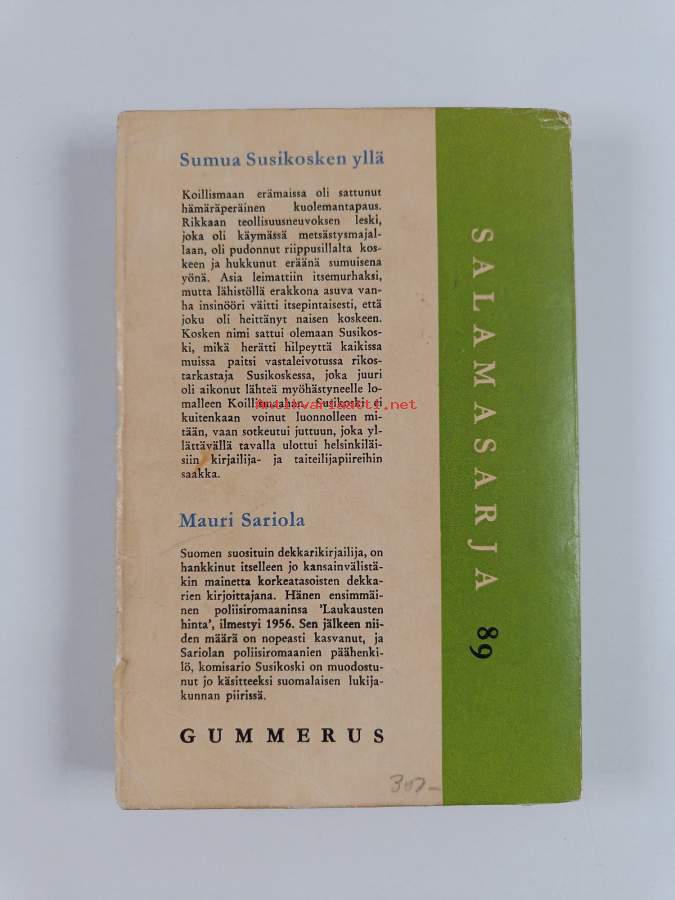 Sumua Susikosken yllä
Koillismaan erämaissa oli sattunut
hämäräperäinen kuolemantapaus.
Rikkaan teollisuusneuvoksen leski,
joka oli käymässä metsästysmajal-
laan, oli pudonnut riippusillalta kos-
keen ja hukkunut eräänä sumuisena
yönä. Asia leimattiin itsemurhaksi,
mutta lähistöllä erakkona asuva van-
ha insinööri väitti itsepintaisesti, että
joku oli heittänyt naisen koskeen.
Kosken nimi sattui olemaan Susikos-
ki, mikä herätti hilpeyttä kaikissa
muissa paitsi vastaleivotussa rikos-
tarkastaja Susikoskessa, joka juuri
oli aikonut lähteä myöhästyneelle lo-
malleen Koillismaahan. Susikoski ei
kuitenkaan voinut luonnolleen mi-
tään, vaan sotkeutui juttuun, joka yl-
lättävällä tavalla ulottui helsinkiläi-
siin kirjailija- ja taiteilijapiireihin
saakka.
Mauri Sariola
Suomen suosituin dekkarikirjailija, on
hankkinut itselleen jo kansainvälistä-
kin mainetta korkeatasoisten dekka-
rien kirjoittajana. Hänen ensimmäi-
nen poliisiromaaninsa 'Laukausten
hinta', ilmestyi 1956. Sen jälkeen nii-
den määrä on nopeasti kasvanut, ja
Sariolan poliisiromaanien päähenki-
lö, komisario Susikoski on muodostu-
nut jo käsitteeksi suomalaisen lukija-
kunnan piirissä.
GUMMERUS
SALAMASARJA 89
Antikvariaatti.net